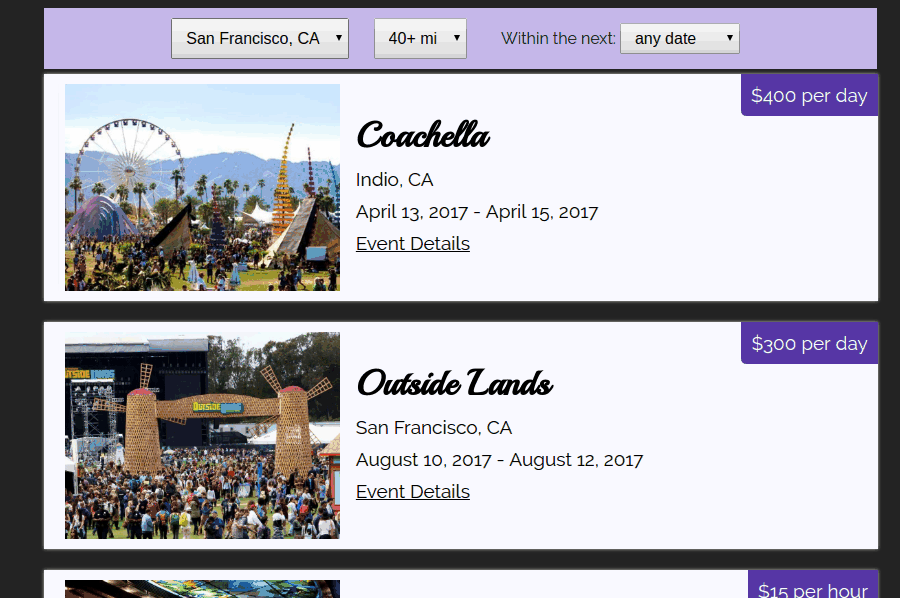 San Francisco, CA 40+ mi Within the next: any date
$400 per day
Coachella
Indio, CA
April 13, 2017 - April 15, 2017
Event Details
$300 per day
Outside Lands
San Francisco, CA
August 10, 2017 - August 12, 2017
Event Details
OUTSIDE LANDS
$15 per hour